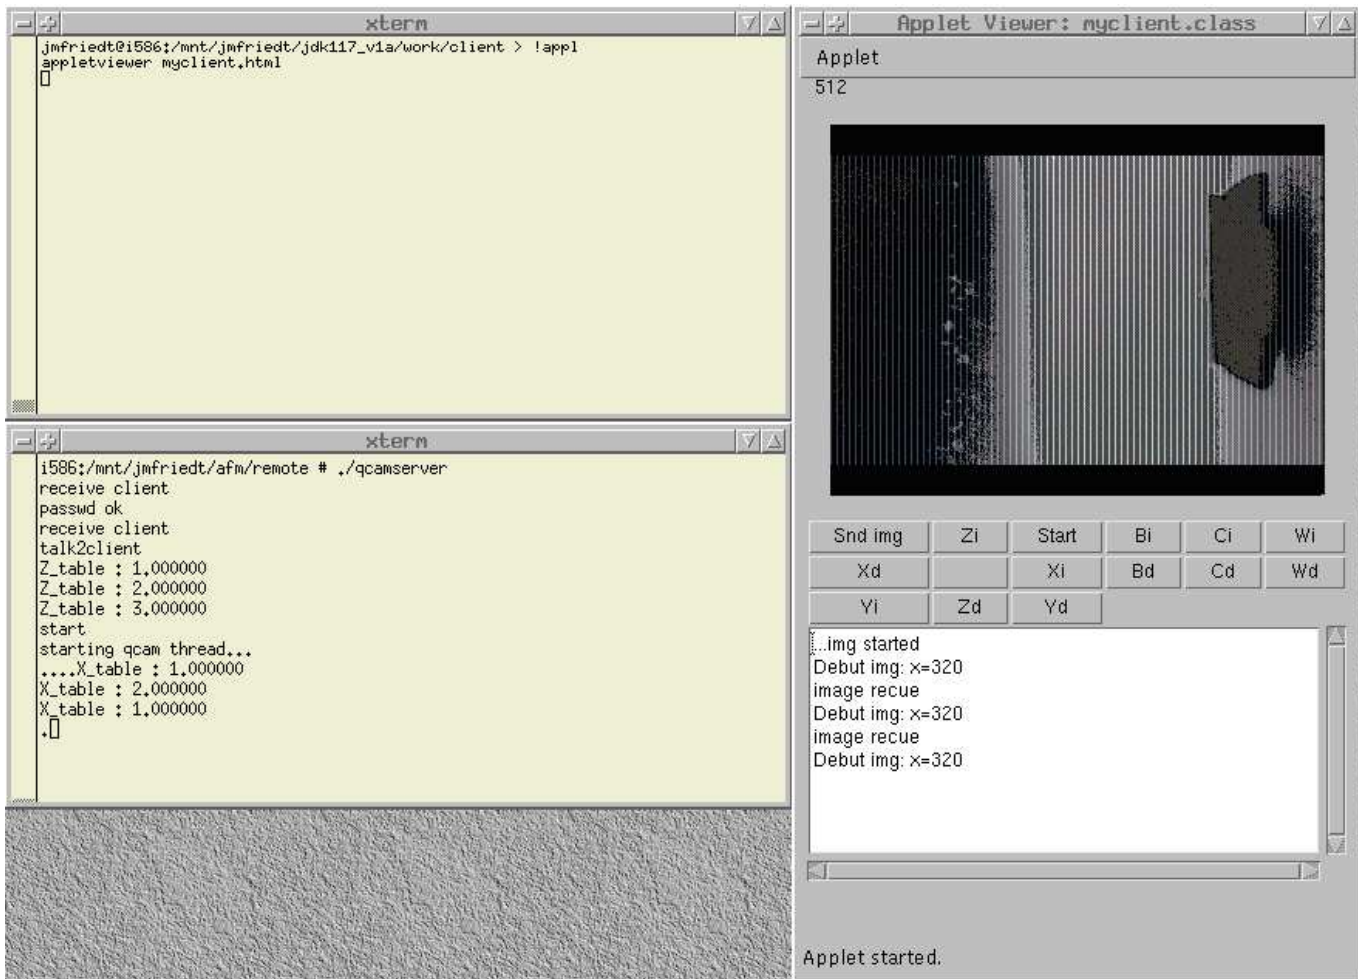 xterm
jmfriedt@i586:/mnt/jmfriedt/jdk117_v1a/work/client > !appl
appletviewer myclient.html
xterm
i586:/mnt/jmfriedt/afm/remote # ./qcamserver
receive client
passwd ok
receive client
talk2client
Z_table : 1.000000
Z_table : 2.000000
Z_table : 3.000000
start
starting qcam thread...
....X_table : 1.000000
X_table : 2.000000
X_table : 1.000000
.
Applet Viewer: myclient.class
Applet
512
Snd img Zi Start Bi Ci Wi
Xd Xi Bd Cd Wd
Yi Zd Yd
...img started
Debut img: x=320
image recue
Debut img: x=320
image recue
Debut img: x=320
Applet started.